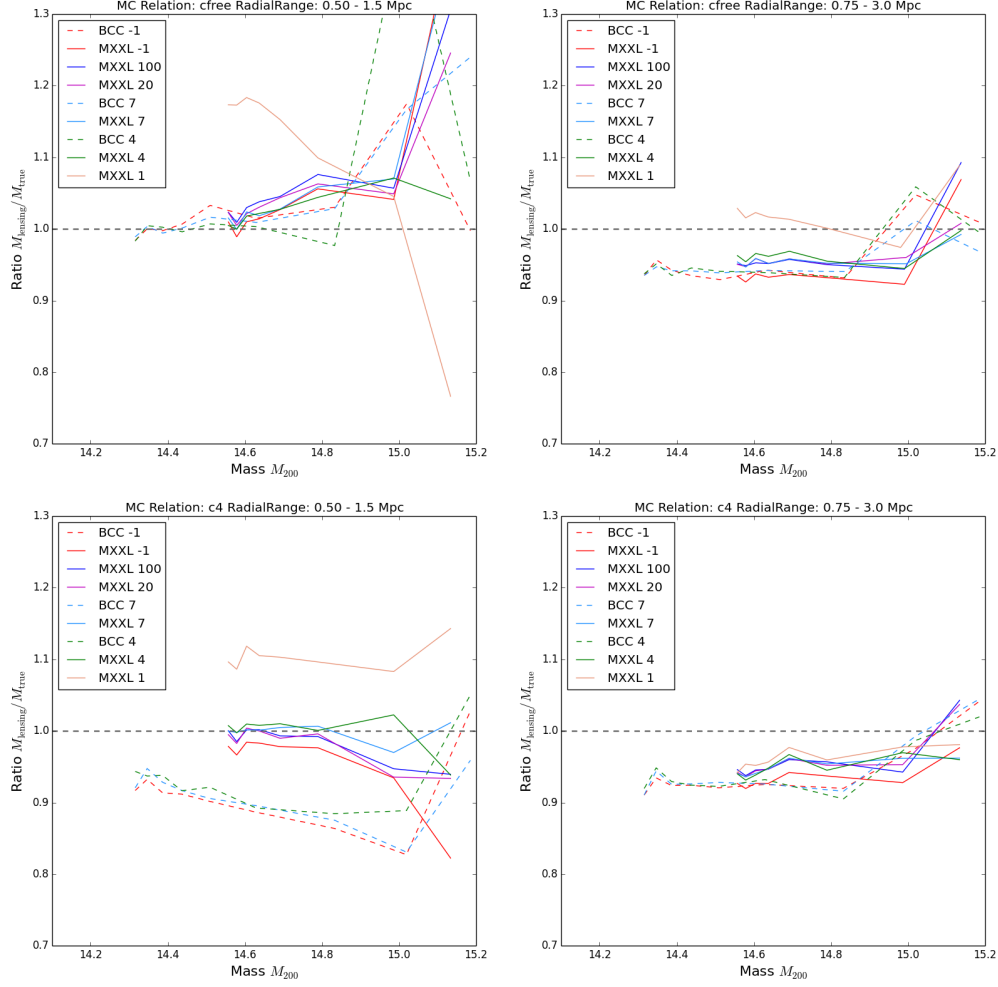 MC Relation: cfree RadialRange: 0.50 - 1.5 Mpc
1.3
1.2
1.1
1.0
0.9
0.8
0.7
Ratio M_lensing/M_true
BCC -1
MXXL -1
MXXL 100
MXXL 20
BCC 7
MXXL 7
BCC 4
MXXL 4
MXXL 1
14.2 14.4 14.6 14.8 15.0 15.2
Mass M_200
MC Relation: cfree RadialRange: 0.75 - 3.0 Mpc
1.3
1.2
1.1
1.0
0.9
0.8
0.7
Ratio M_lensing/M_true
BCC -1
MXXL -1
MXXL 100
MXXL 20
BCC 7
MXXL 7
BCC 4
MXXL 4
MXXL 1
14.2 14.4 14.6 14.8 15.0 15.2
Mass M_200
MC Relation: c4 RadialRange: 0.50 - 1.5 Mpc
1.3
1.2
1.1
1.0
0.9
0.8
0.7
Ratio M_lensing/M_true
BCC -1
MXXL -1
MXXL 100
MXXL 20
BCC 7
MXXL 7
BCC 4
MXXL 4
MXXL 1
14.2 14.4 14.6 14.8 15.0 15.2
Mass M_200
MC Relation: c4 RadialRange: 0.75 - 3.0 Mpc
1.3
1.2
1.1
1.0
0.9
0.8
0.7
Ratio M_lensing/M_true
BCC -1
MXXL -1
MXXL 100
MXXL 20
BCC 7
MXXL 7
BCC 4
MXXL 4
MXXL 1
14.2 14.4 14.6 14.8 15.0 15.2
Mass M_200